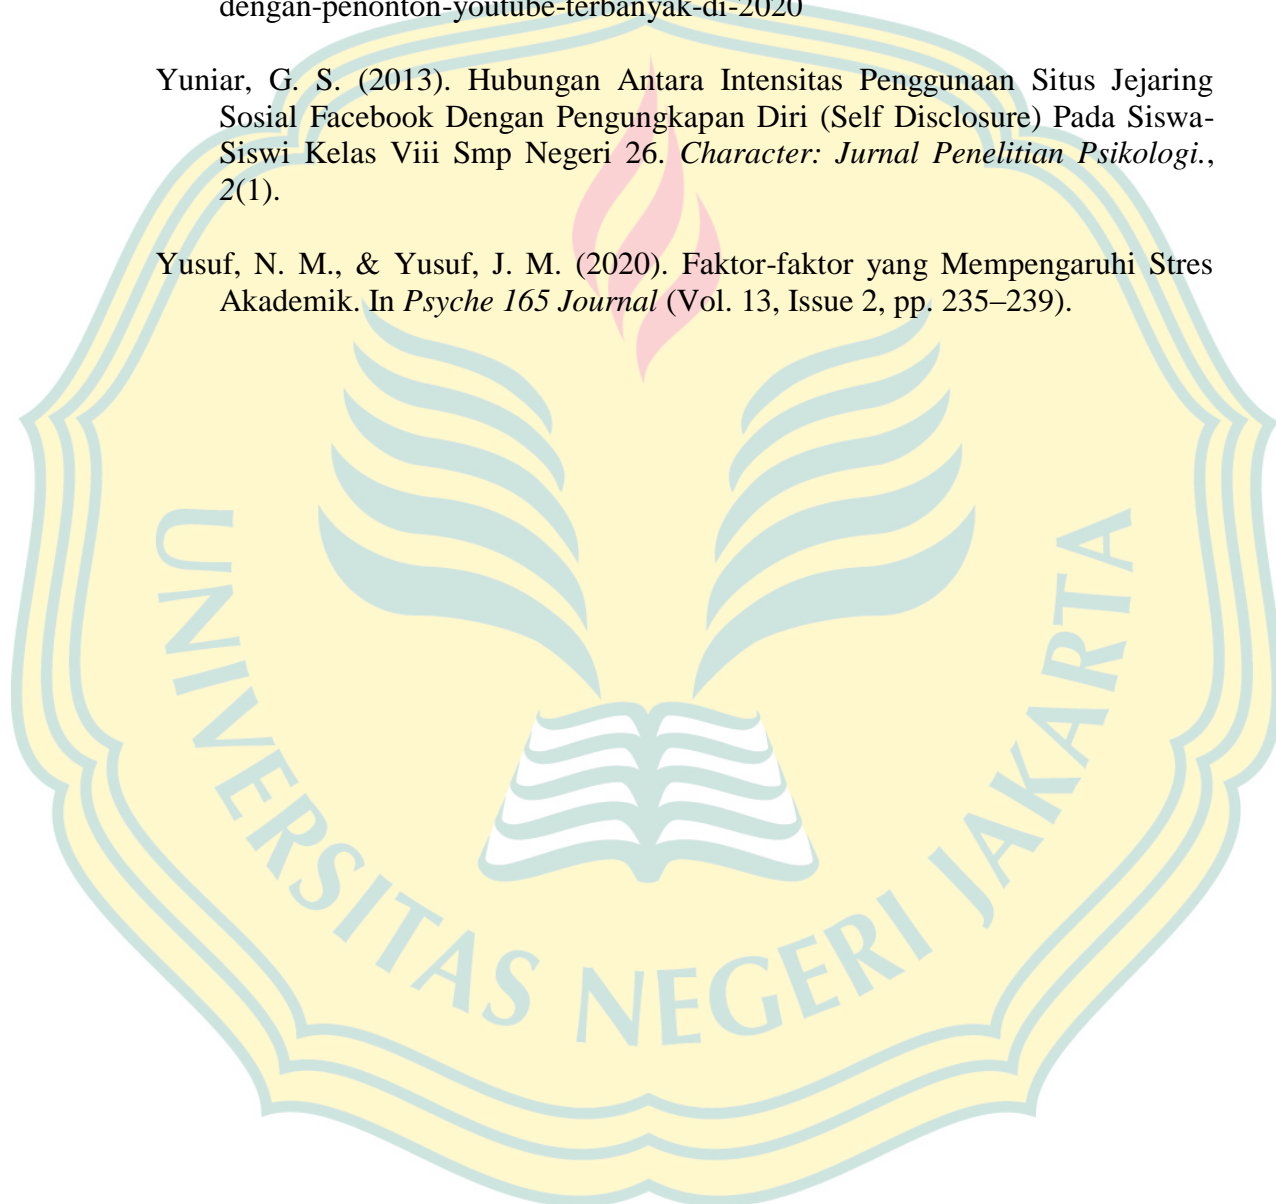 dengan-penonton-youtube-terbanyak-di-2020
Yuniar, G. S. (2013). Hubungan Antara Intensitas Penggunaan Situs Jejaring
Sosial Facebook Dengan Pengungkapan Diri (Self Disclosure) Pada Siswa-
Siswi Kelas Viii Smp Negeri 26. Character: Jurnal Penelitian Psikologi.,
2(1).
Yusuf, N. M., & Yusuf, J. M. (2020). Faktor-faktor yang Mempengaruhi Stres
Akademik. In Psyche 165 Journal (Vol. 13, Issue 2, pp. 235–239).
UNIVERSITAS NEGERI JAKARTA